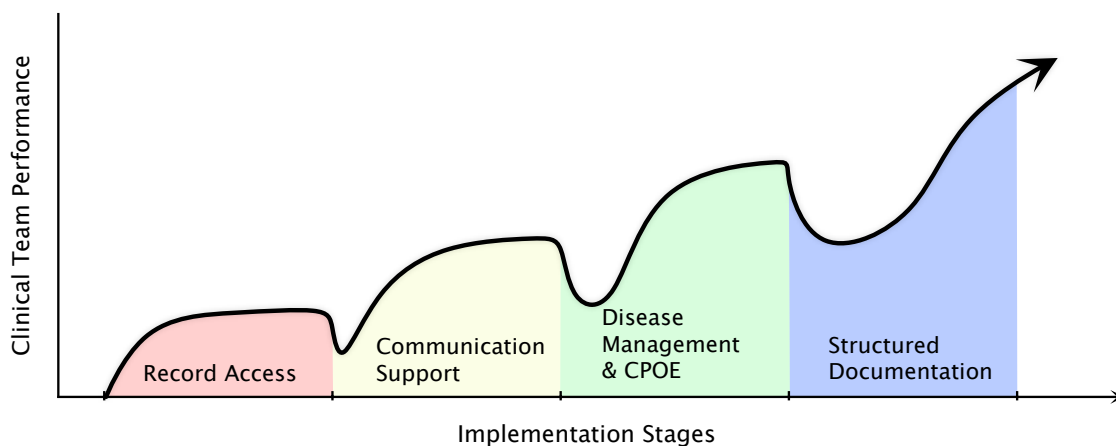 Clinical Team Performance
Record Access
Communication
Support
Disease
Management
& CPOE
Structured
Documentation
Implementation Stages